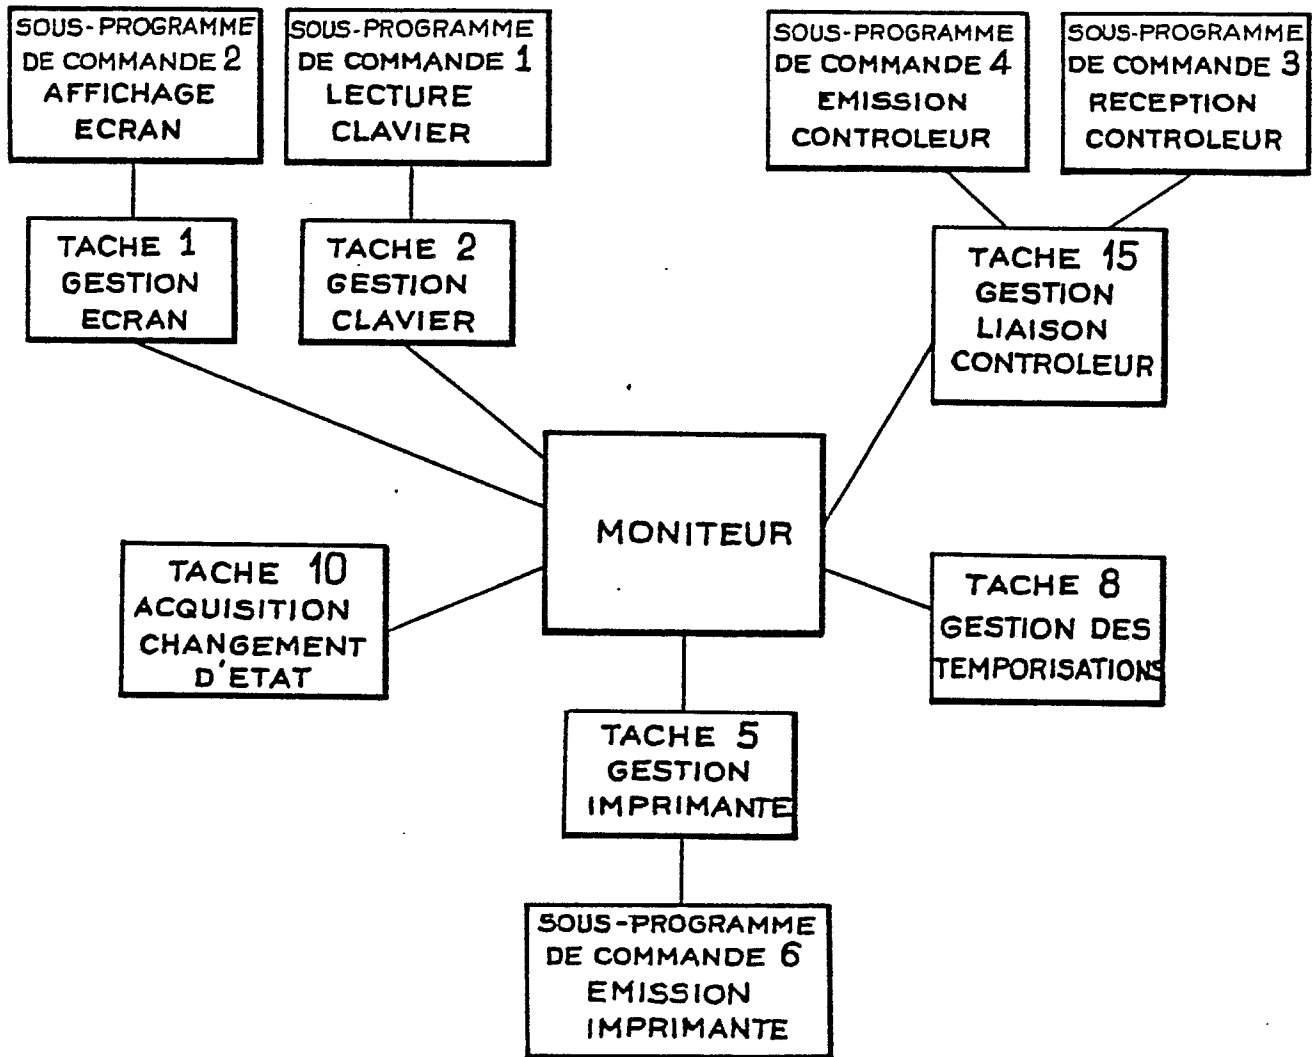 SOUS-PROGRAMME
DE COMMANDE 2
AFFICHAGE
ECRAN
SOUS-PROGRAMME
DE COMMANDE 1
LECTURE
CLAVIER
SOUS-PROGRAMME
DE COMMANDE 4
EMISSION
CONTROLEUR
SOUS-PROGRAMME
DE COMMANDE 3
RECEPTION
CONTROLEUR
TACHE 1
GESTION
ECRAN
TACHE 2
GESTION
CLAVIER
TACHE 15
GESTION
LIAISON
CONTROLEUR
MONITEUR
TACHE 10
ACQUISITION
CHANGEMENT
D'ETAT
TACHE 8
GESTION DES
TEMPORISATIONS
TACHE 5
GESTION
IMPRIMANTE
SOUS-PROGRAMME
DE COMMANDE 6
EMISSION
IMPRIMANTE